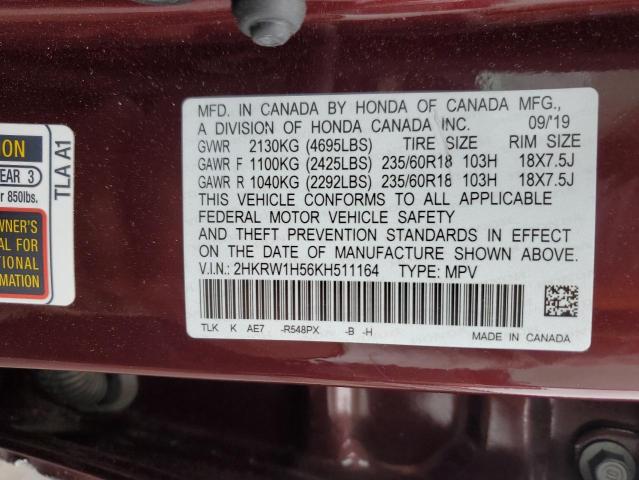 MFD. IN CANADA BY HONDA OF CANADA MFG.,
A DIVISION OF HONDA CANADA INC. 09/'19
GVWR 2130KG (4695LBS) TIRE SIZE RIM SIZE
GAWR F 1100KG (2425LBS) 235/60R18 103H 18X7.5J
GAWR R 1040KG (2292LBS) 235/60R18 103H 18X7.5J
THIS VEHICLE CONFORMS TO ALL APPLICABLE
FEDERAL MOTOR VEHICLE SAFETY
AND THEFT PREVENTION STANDARDS IN EFFECT
ON THE DATE OF MANUFACTURE SHOWN ABOVE.
V.I.N.: 2HKRW1H56KH511164 TYPE: MPV
TLK K AE7 -R548PX -B -H
MADE IN CANADA
ION
EAR 3
r 850lbs.
WNER'S
AL FOR
TIONAL
ION
TLA A1